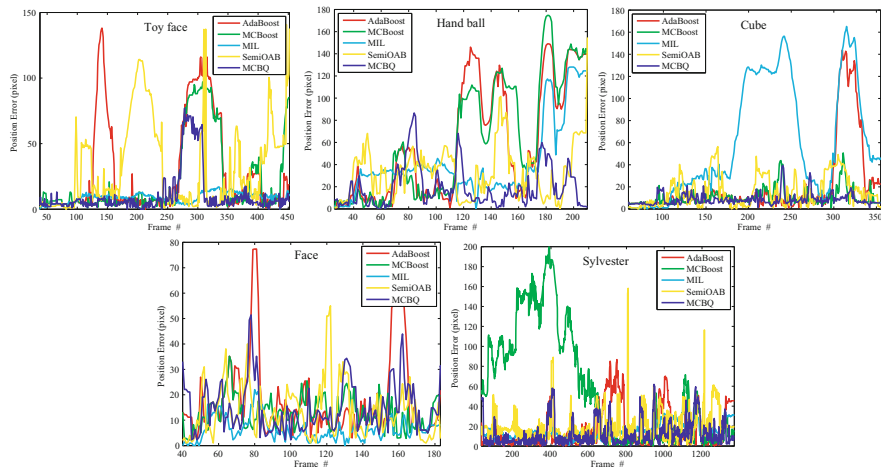 Toy face
AdaBoost
MCBoost
MIL
SemiOAB
MCBQ
Position Error (pixel)
150
100
50
0
50 100 150 200 250 300 350 400 450
Frame #
Hand ball
AdaBoost
MCBoost
MIL
SemiOAB
MCBQ
Position Error (pixel)
180
160
140
120
100
80
60
40
20
0
40 60 80 100 120 140 160 180 200
Frame #
Cube
AdaBoost
MCBoost
MIL
SemiOAB
MCBQ
Position Error (pixel)
180
160
140
120
100
80
60
40
20
0
50 100 150 200 250 300 350
Frame #
Face
AdaBoost
MCBoost
MIL
SemiOAB
MCBQ
Position Error (pixel)
80
70
60
50
40
30
20
10
0
40 60 80 100 120 140 160 180
Frame #
Sylvester
AdaBoost
MCBoost
MIL
SemiOAB
MCBQ
Position Error (pixel)
200
180
160
140
120
100
80
60
40
20
0
200 400 600 800 1000 1200
Frame #